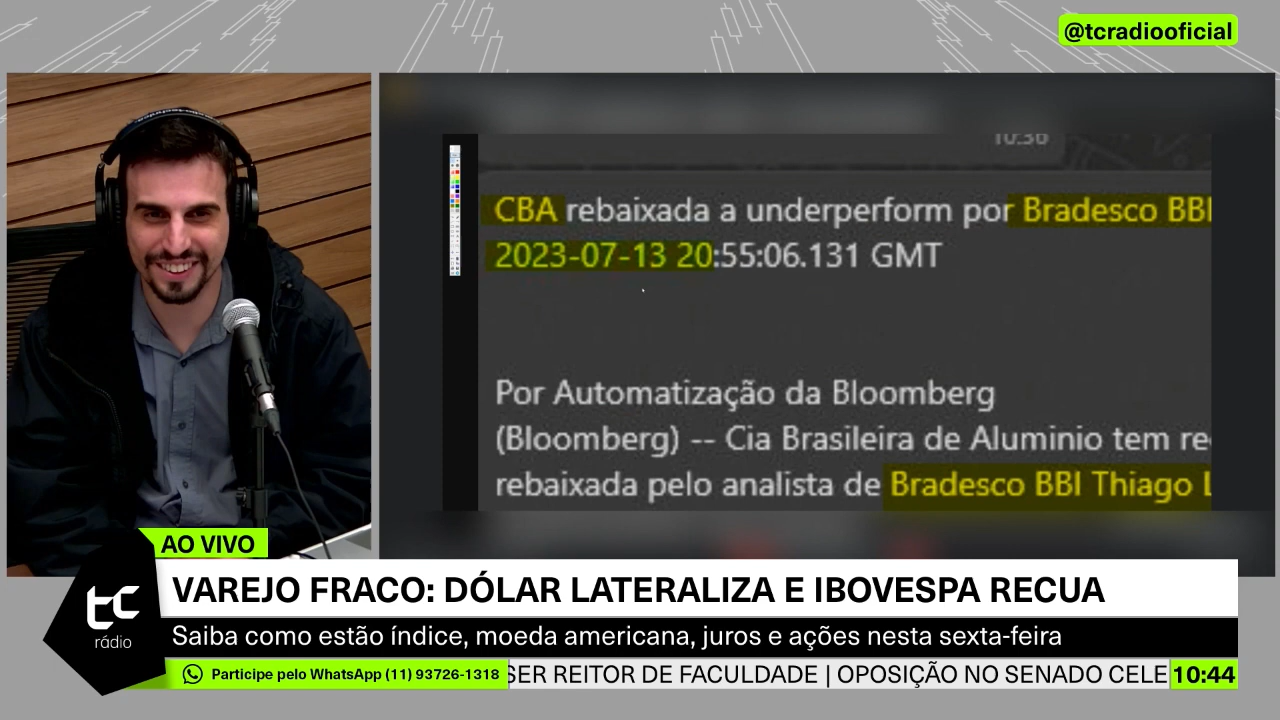 @tcradiooficial
10:36
CBA rebaixada a underperform por Bradesco BBI
2023-07-13 20:55:06.131 GMT
Por Automatização da Bloomberg
(Bloomberg) -- Cia Brasileira de Aluminio tem
rebaixada pelo analista de Bradesco BBI Thiago
AO VIVO
VAREJO FRACO: DÓLAR LATERALIZA E IBOVESPA RECUA
tc
rádio
Saiba como estão índice, moeda americana, juros e ações nesta sexta-feira
Participe pelo WhatsApp (11) 93726-1318
SER REITOR DE FACULDADE | OPOSIÇÃO NO SENADO CELE
10:44